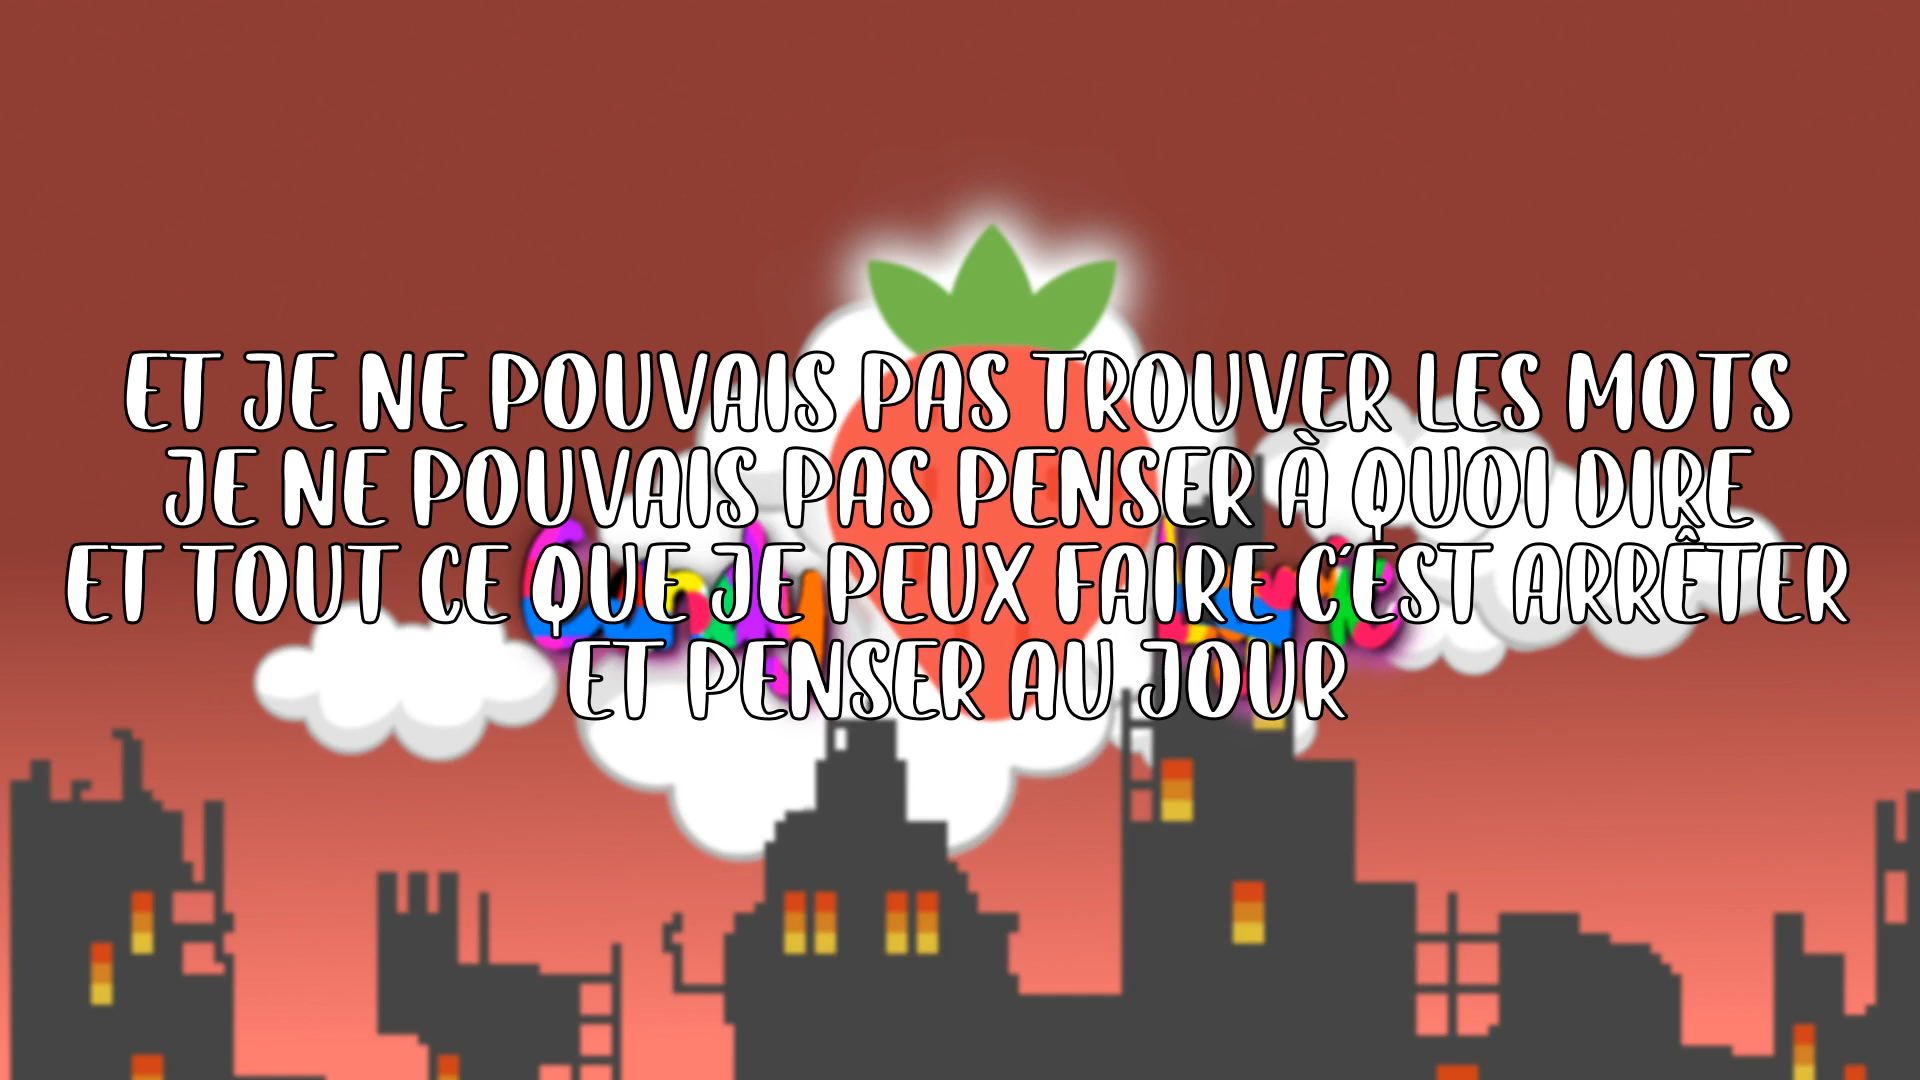 ET JE NE POUVAIS PAS TROUVER LES MOTS
JE NE POUVAIS PAS PENSER À QUOI DIRE
ET TOUT CE QUE JE PEUX FAIRE C'EST ARRÊTER
ET PENSER AU JOUR